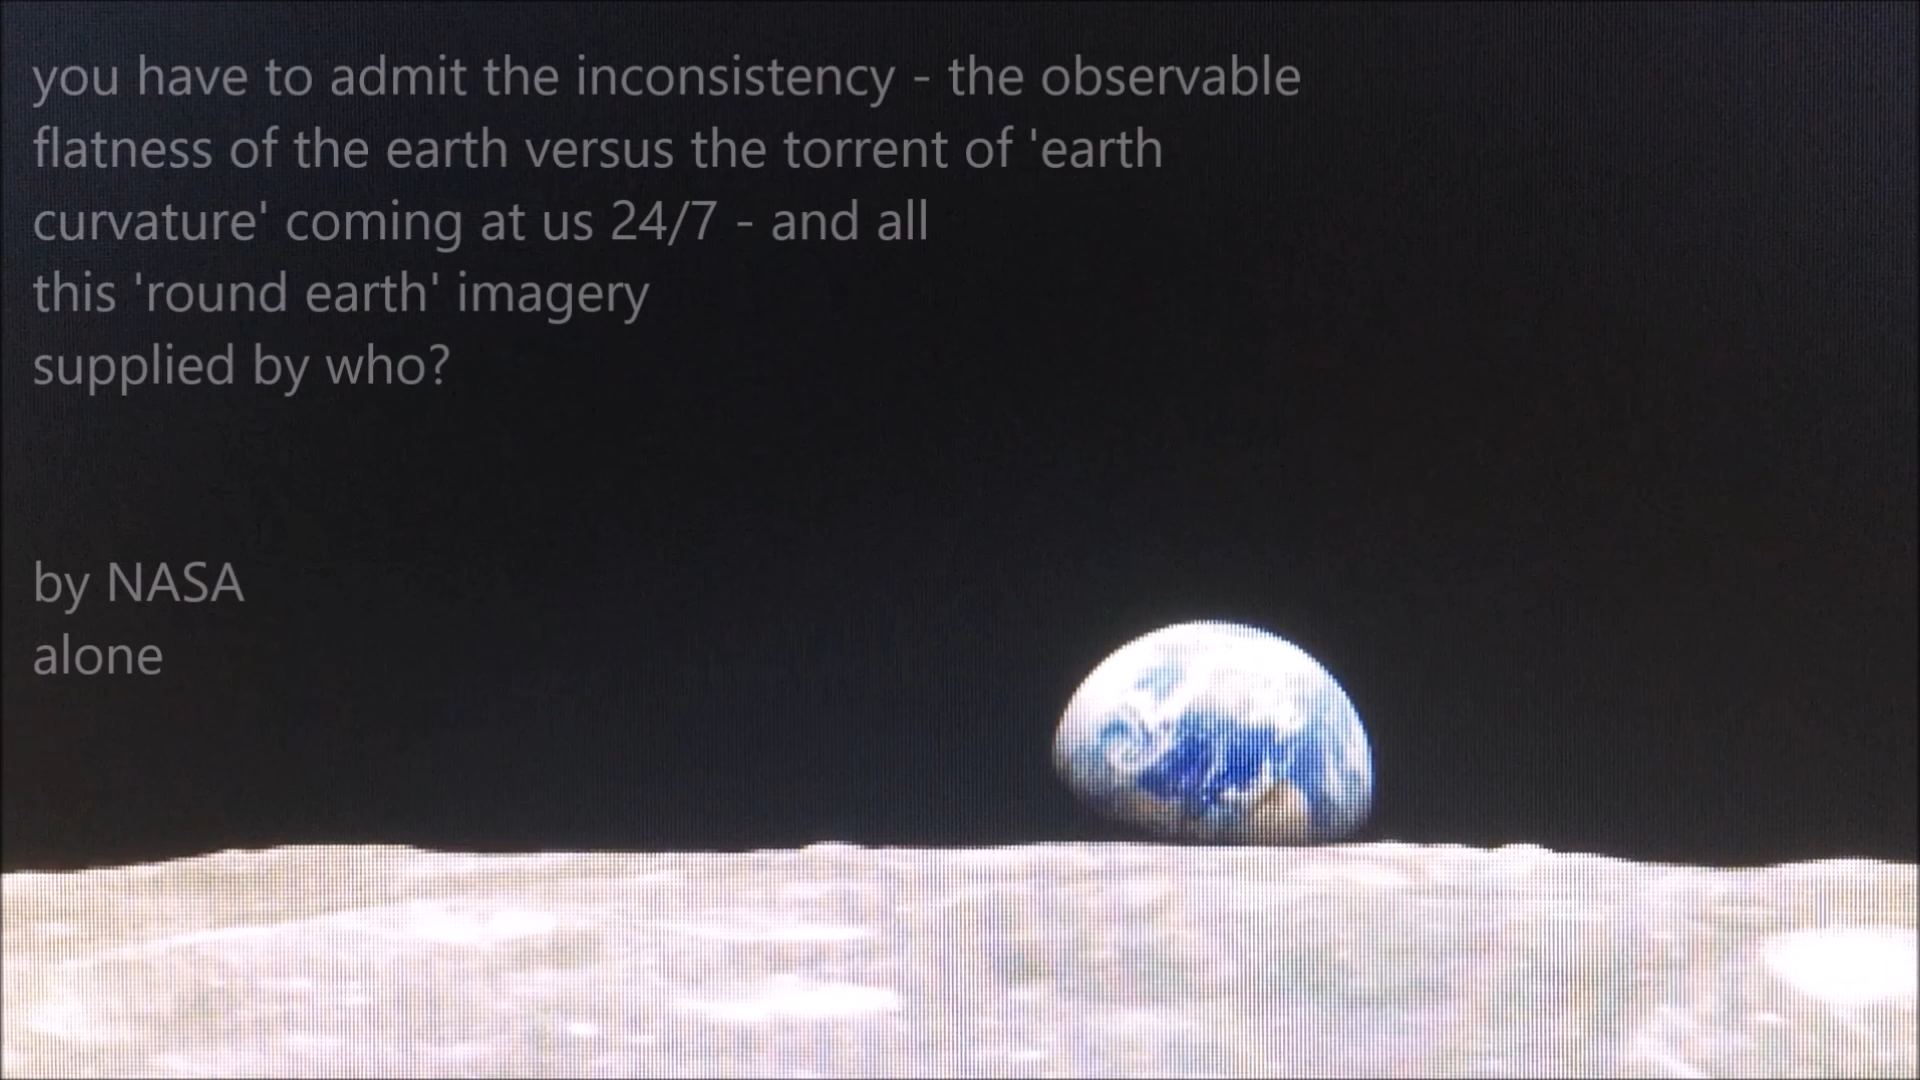 you have to admit the inconsistency - the observable
flatness of the earth versus the torrent of 'earth
curvature' coming at us 24/7 - and all
this 'round earth' imagery
supplied by who?
by NASA
alone